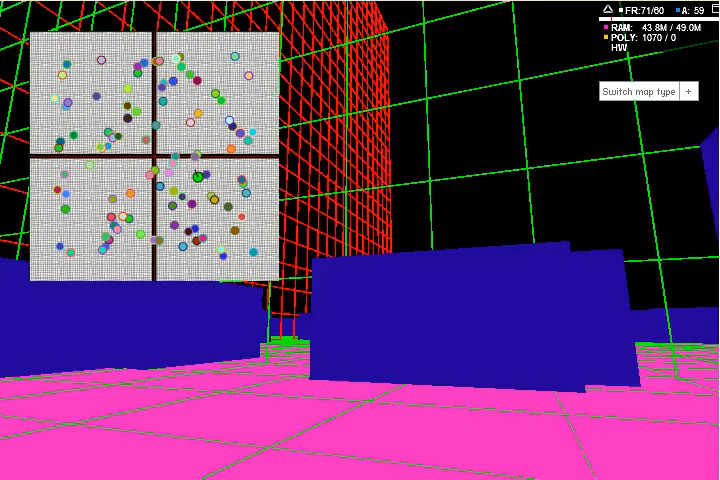 FR:71/60 A: 59
RAM: 43.8M / 49.0M
POLY: 1070 / 0
HW
Switch map type +